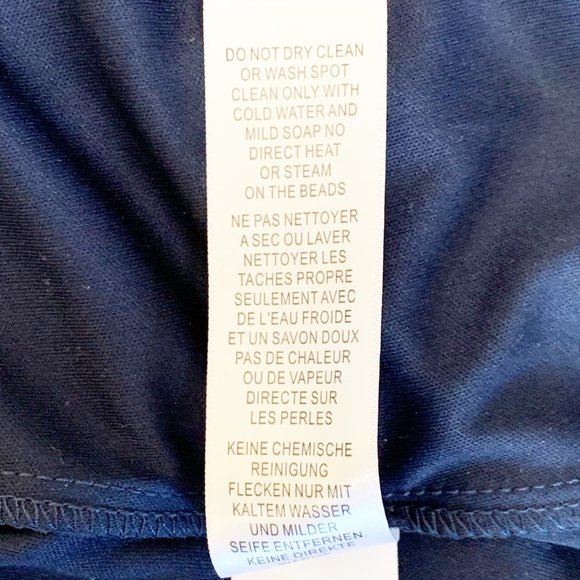 DO NOT DRY CLEAN
OR WASH SPOT
CLEAN ONLY WITH
COLD WATER AND
MILD SOAP NO
DIRECT HEAT
OR STEAM
ON THE BEADS
NE PAS NETTOYER
A SEC OU LAVER
NETTOYER LES
TACHES PROPRE
SEULEMENT AVEC
DE L'EAU FROIDE
ET UN SAVON DOUX
PAS DE CHALEUR
OU DE VAPEUR
DIRECTE SUR
LES PERLES
KEINE CHEMISCHE
REINIGUNG
FLECKEN NUR MIT
KALTEM WASSER
UND MILDER
SEIFE ENTFERNEN.
KEINE DIREKTE